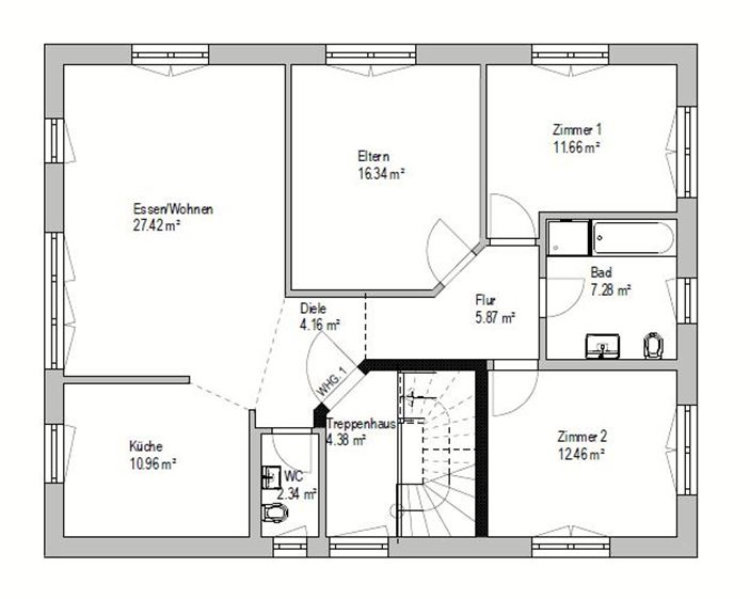 Zimmer 1
11.66 m²
Eltern
16.34 m²
Essen/Wohnen
27.42 m²
Bad
7.28 m²
Diele
4.16 m²
Flur
5.87 m²
WHG. 1
Treppenhaus
4.38 m²
Küche
10.96 m²
Zimmer 2
12.46 m²
WC
2.34 m²